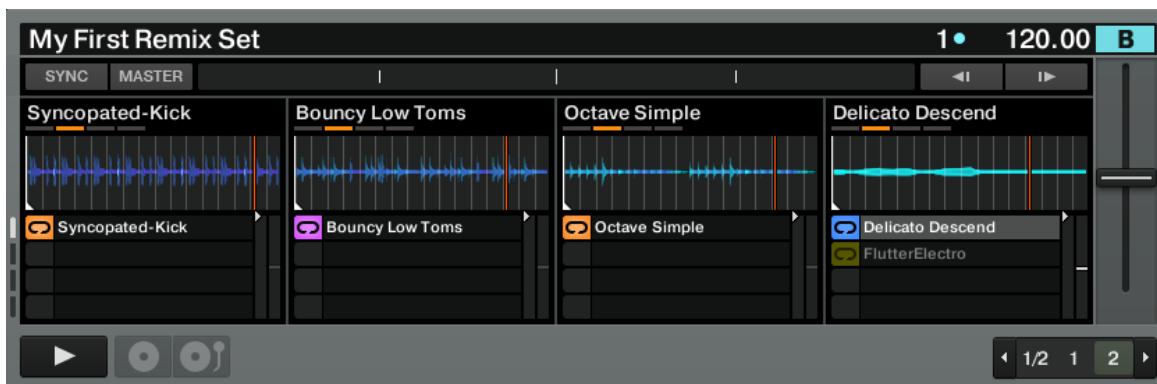 My First Remix Set 1 120.00 B
SYNC MASTER
Syncopated-Kick Bouncy Low Toms Octave Simple Delicato Descend
Syncopated-Kick Bouncy Low Toms Octave Simple Delicato Descend
FlutterElectro
1/2 1 2